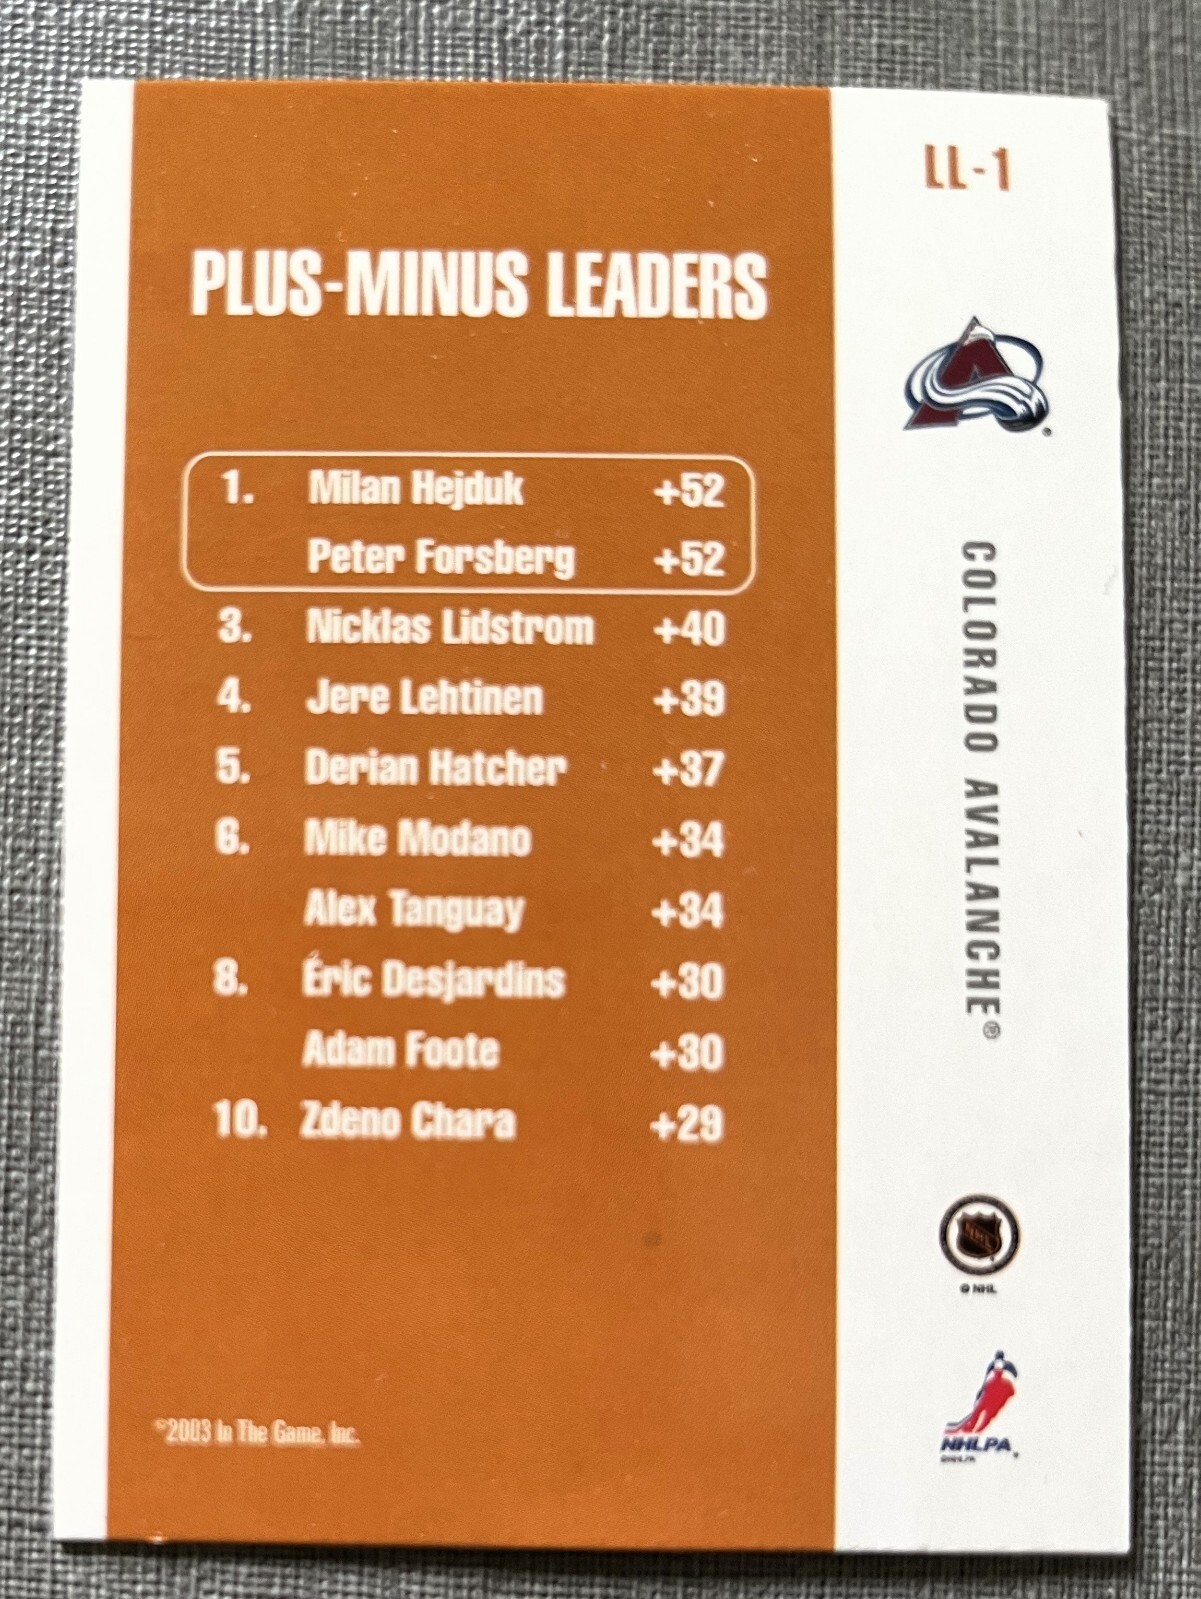 LL-1
PLUS-MINUS LEADERS
1. Milan Hejduk +52
Peter Forsberg +52
3. Nicklas Lidstrom +40
4. Jere Lehtinen +39
5. Derian Hatcher +37
6. Mike Modano +34
Alex Tanguay +34
8. Éric Desjardins +30
Adam Foote +30
10. Zdeno Chara +29
COLORADO AVALANCHE®
NHL
© NHL
NHLPA
©2003 In The Game, Inc.